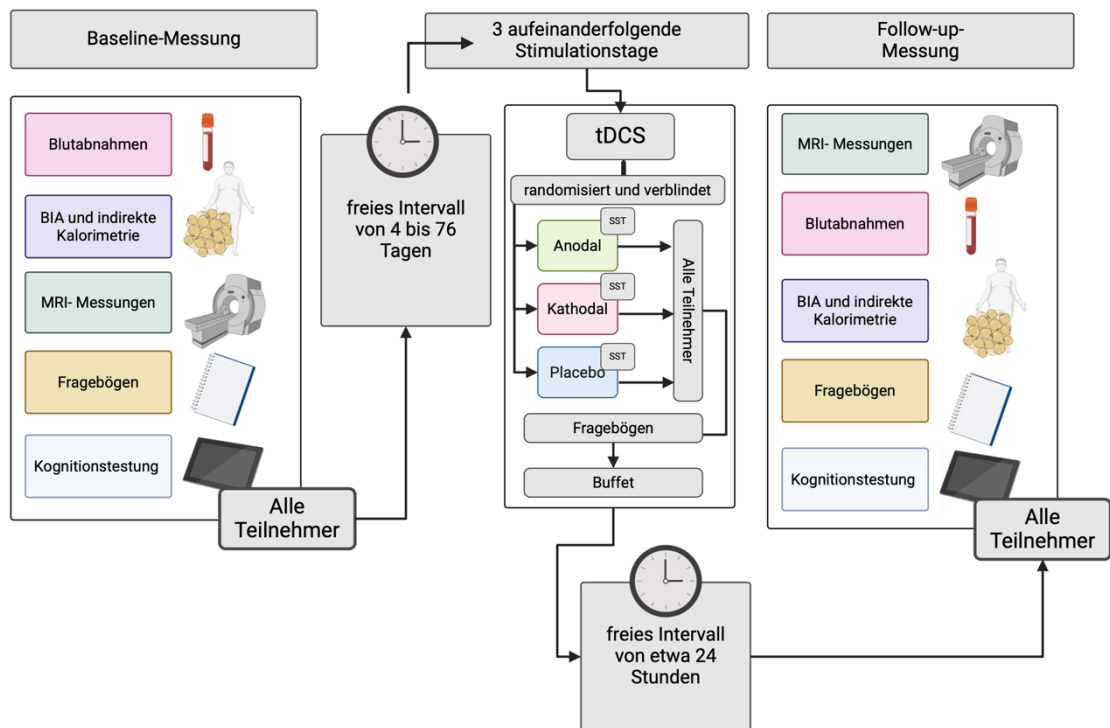 Baseline-Messung
Blutabnahmen
BIA und indirekte
Kalorimetrie
MRI- Messungen
Fragebögen
Kognitionstestung
Alle
Teilnehmer
freies Intervall
von 4 bis 76
Tagen
3 aufeinanderfolgende
Stimulationstage
tDCS
randomisiert und verblindet
SST
Anodal
SST
Kathodal
SST
Placebo
Alle Teilnehmer
Fragebögen
Buffet
freies Intervall
von etwa 24
Stunden
Follow-up-
Messung
MRI- Messungen
Blutabnahmen
BIA und indirekte
Kalorimetrie
Fragebögen
Kognitionstestung
Alle
Teilnehmer